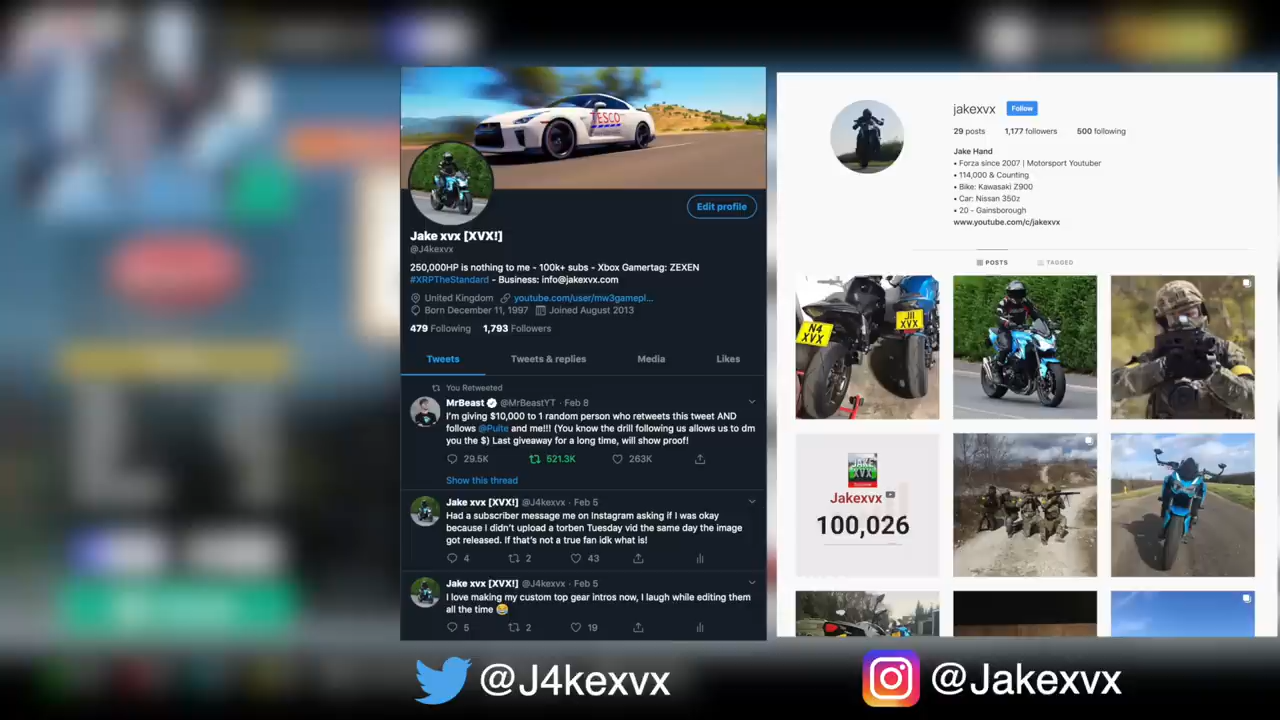 TESCO
Edit profile
Jake xvx [XVX!]
@J4kexvx
250,000HP is nothing to me - 100k+ subs - Xbox Gamertag: ZEXEN
#XRPTheStandard - Business: info@jakexvx.com
United Kingdom youtube.com/user/mw3gamepl...
Born December 11, 1997 Joined August 2013
479 Following 1,793 Followers
Tweets Tweets & replies Media Likes
You Retweeted
MrBeast @MrBeastYT · Feb 8
I'm giving $10,000 to 1 random person who retweets this tweet AND
follows @Pulte and me!!! (You know the drill following us allows us to dm
you the $) Last giveaway for a long time, will show proof!
29.5K 521.3K 263K
Show this thread
Jake xvx [XVX!] @J4kexvx · Feb 5
Had a subscriber message me on Instagram asking if I was okay
because I didn't upload a torben Tuesday vid the same day the image
got released. If that's not a true fan idk what is!
4 2 43
Jake xvx [XVX!] @J4kexvx · Feb 5
I love making my custom top gear intros now, I laugh while editing them
all the time 😂
5 2 19
jakexvx Follow
29 posts 1,177 followers 500 following
Jake Hand
• Forza since 2007 | Motorsport Youtuber
• 114,000 & Counting
• Bike: Kawasaki Z900
• Car: Nissan 350z
• 20 - Gainsborough
www.youtube.com/c/jakexvx
POSTS TAGGED
N4
XVX
J11
XVX
JAKE
XVX
Jakexvx
100,026
@J4kexvx
@Jakexvx